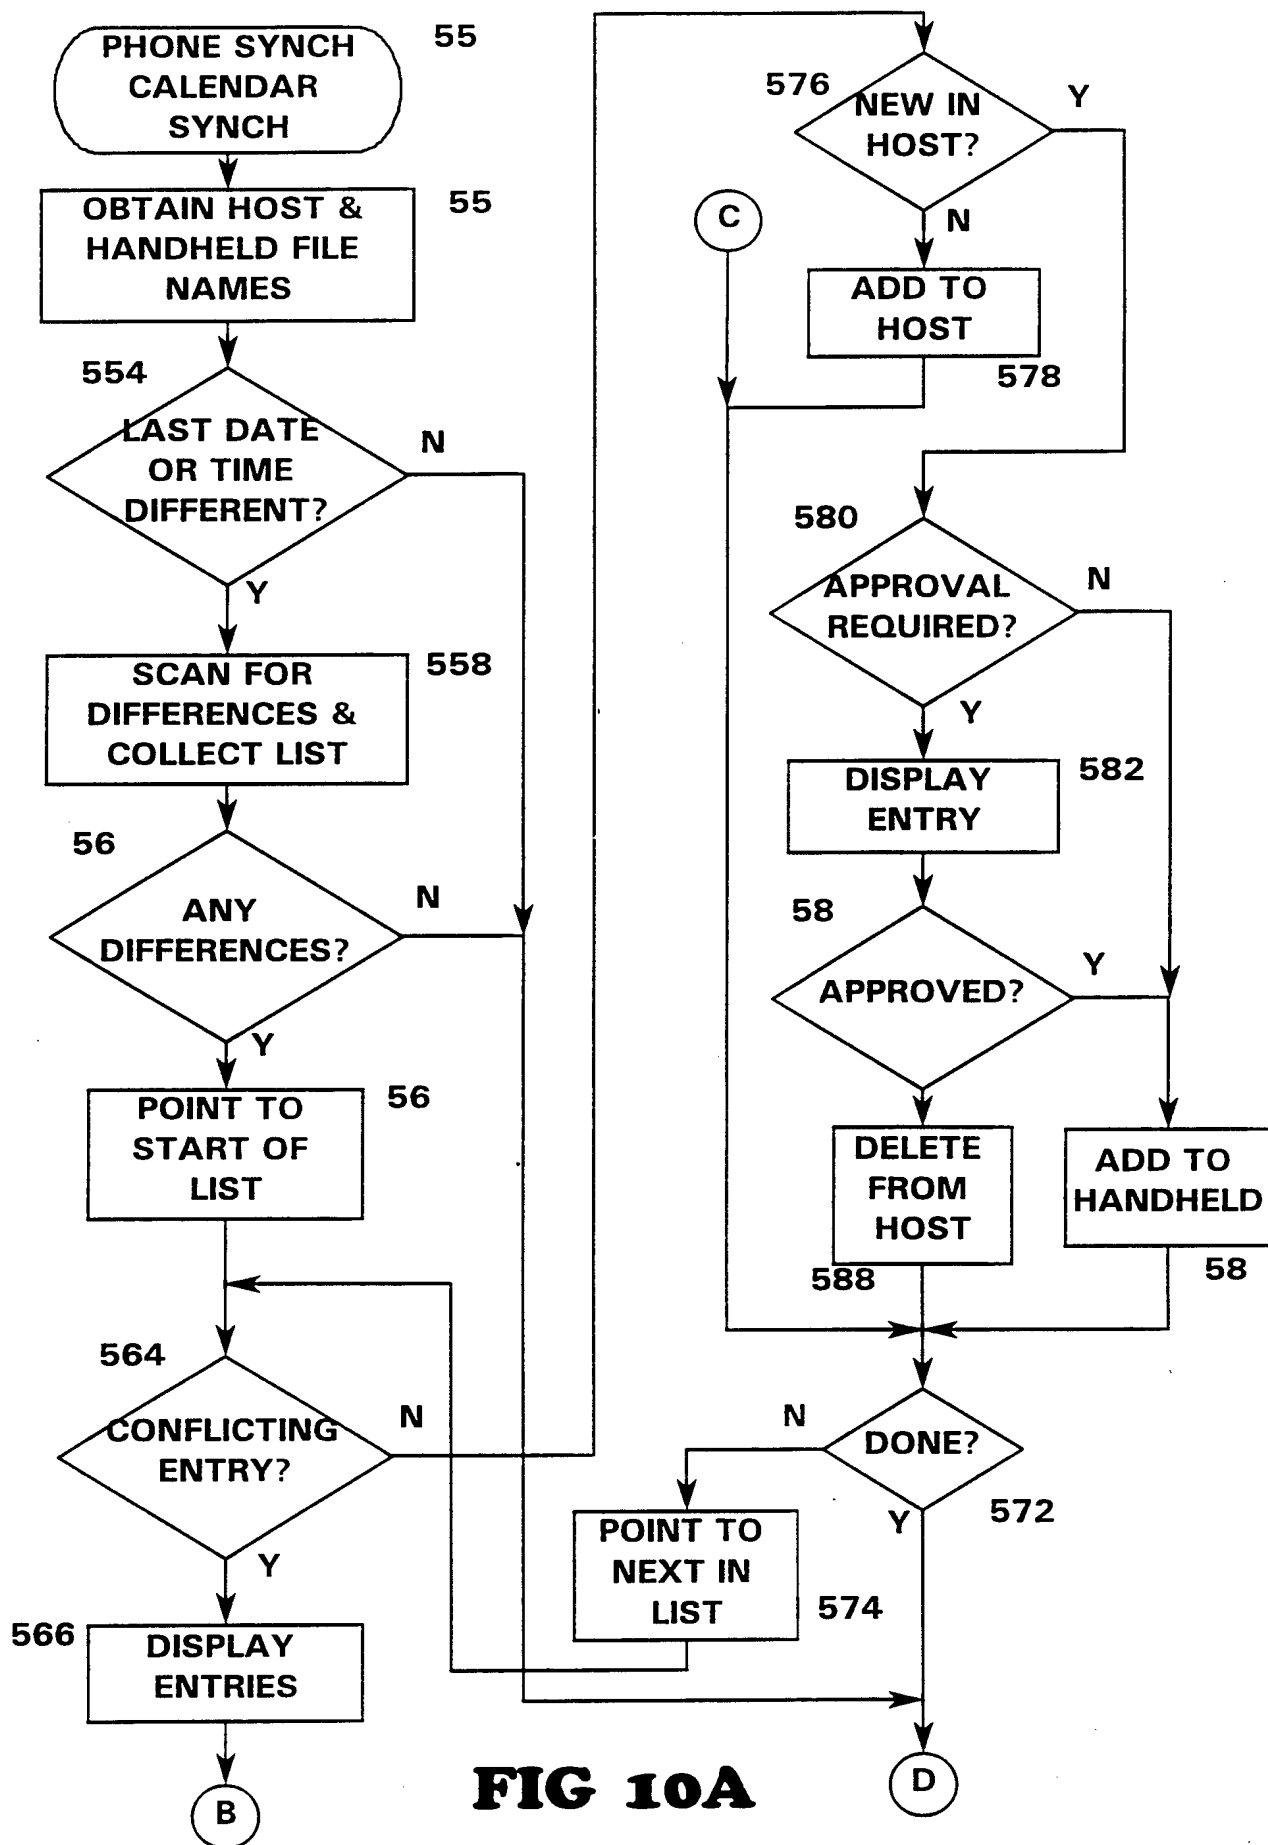 PHONE SYNCH
CALENDAR
SYNCH
55
OBTAIN HOST &
HANDHELD FILE
NAMES
55
554
LAST DATE
OR TIME
DIFFERENT?
N
Y
SCAN FOR
DIFFERENCES &
COLLECT LIST
558
56
ANY
DIFFERENCES?
N
Y
POINT TO
START OF
LIST
56
564
CONFLICTING
ENTRY?
N
Y
566
DISPLAY
ENTRIES
B
576
NEW IN
HOST?
Y
N
C
ADD TO
HOST
578
580
APPROVAL
REQUIRED?
N
Y
DISPLAY
ENTRY
582
58
APPROVED?
Y
DELETE
FROM
HOST
588
ADD TO
HANDHELD
58
DONE?
N
Y
572
POINT TO
NEXT IN
LIST
574
D
FIG 10A